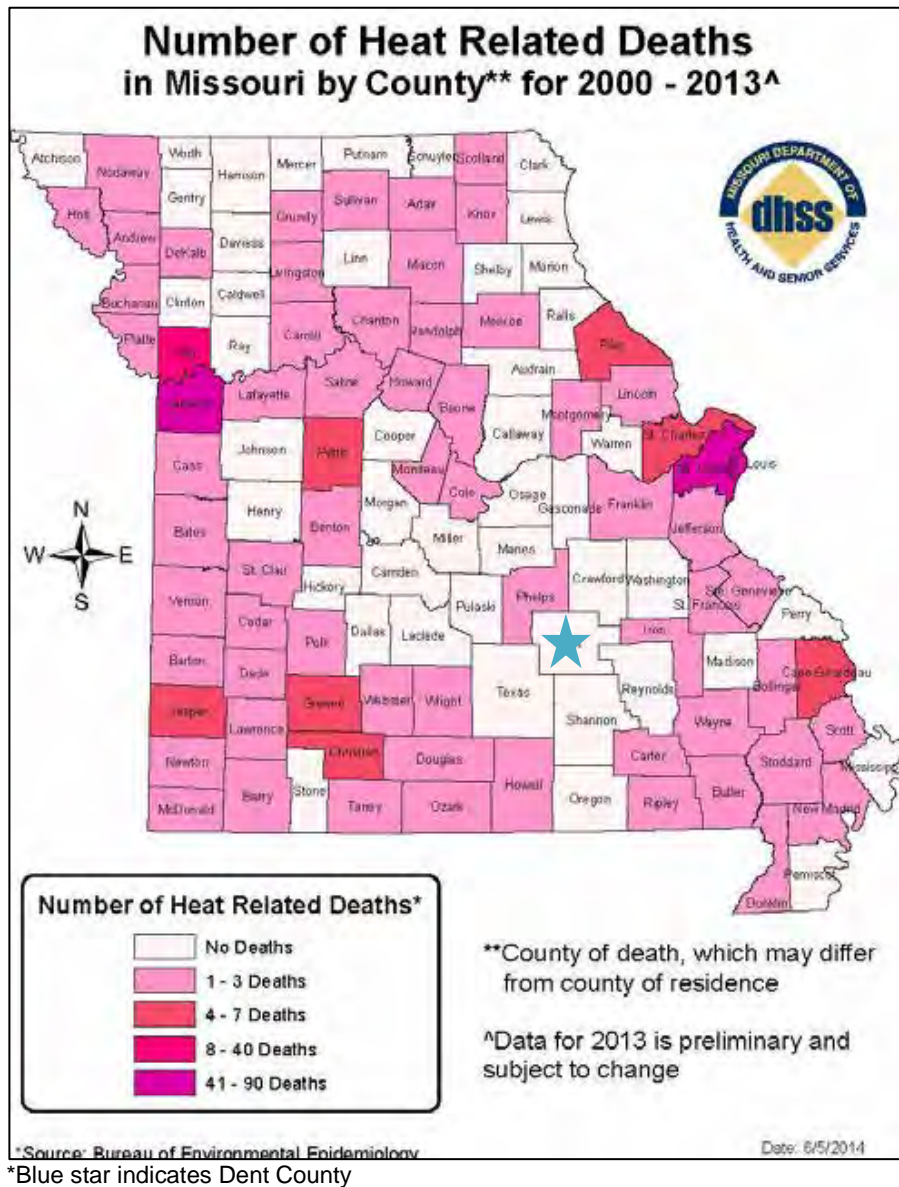 Number of Heat Related Deaths
in Missouri by County** for 2000 - 2013^
MISSOURI DEPARTMENT OF
dhss
HEALTH AND SENIOR SERVICES
Atchison
Nodaway
Worth
Harrison
Mercer
Putnam
Schuyler
Scotland
Clark
Gentry
Holt
Andrew
DeKalb
Daviess
Grundy
Sullivan
Adair
Knox
Lewis
Livingston
Linn
Macon
Shelby
Marion
Buchanan
Clinton
Caldwell
Ralls
Platte
Ray
Carroll
Chariton
Randolph
Monroe
Pike
Clay
Audrain
Jackson
Lafayette
Saline
Howard
Boone
Lincoln
Montgomery
Callaway
Warren
St. Charles
St. Louis
Louis
Cass
Johnson
Pettis
Cooper
Moniteau
Cole
Osage
Gasconade
Franklin
Jefferson
Henry
Morgan
Bates
Benton
Miller
Maries
St. Clair
Hickory
Camden
Crawford
Washington
Ste. Genevieve
St. Francois
Vernon
Cedar
Pulaski
Phelps
Perry
Polk
Dallas
Laclede
Iron
Madison
Barton
Dade
Cape Girardeau
Bollinger
Jasper
Greene
Webster
Wright
Texas
Reynolds
Shannon
Lawrence
Wayne
Scott
Newton
Christian
Douglas
Carter
Stoddard
Mississippi
McDonald
Barry
Stone
Taney
Ozark
Howell
Oregon
Ripley
Butler
New Madrid
Pemiscot
Dunklin
N
W
E
S
Number of Heat Related Deaths*
No Deaths
1 - 3 Deaths
4 - 7 Deaths
8 - 40 Deaths
41 - 90 Deaths
**County of death, which may differ
from county of residence
^Data for 2013 is preliminary and
subject to change
*Source: Bureau of Environmental Epidemiology
Date: 6/5/2014
*Blue star indicates Dent County